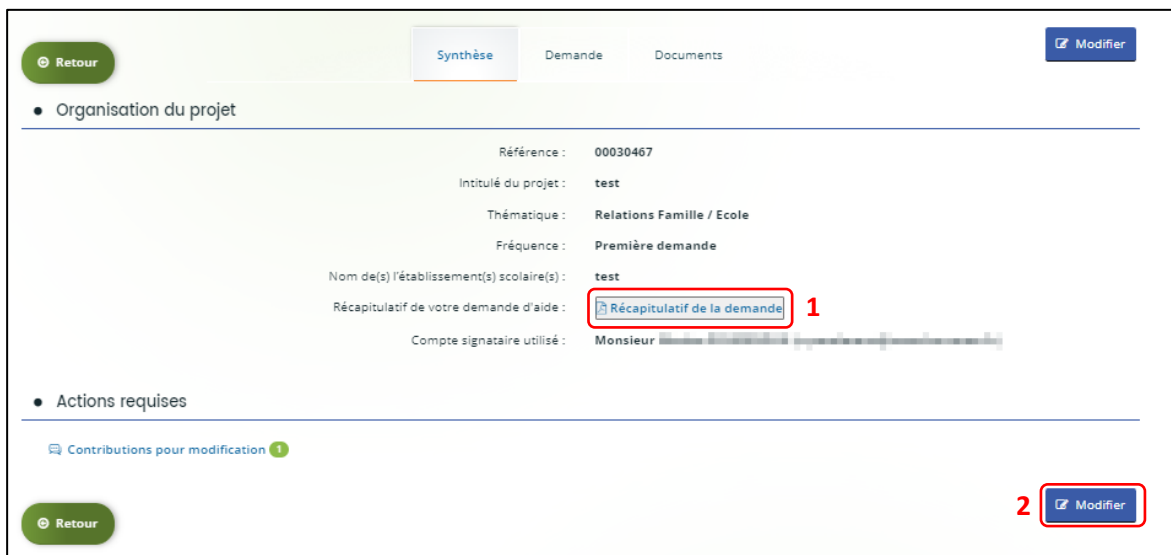 Retour
Synthèse Demande Documents
Modifier
Organisation du projet
Référence : 00030467
Intitulé du projet : test
Thématique : Relations Famille / Ecole
Fréquence : Première demande
Nom de(s) l'établissement(s) scolaire(s) : test
Récapitulatif de votre demande d'aide : Récapitulatif de la demande 1
Compte signataire utilisé : Monsieur
Actions requises
Contributions pour modification 1
2 Modifier
Retour